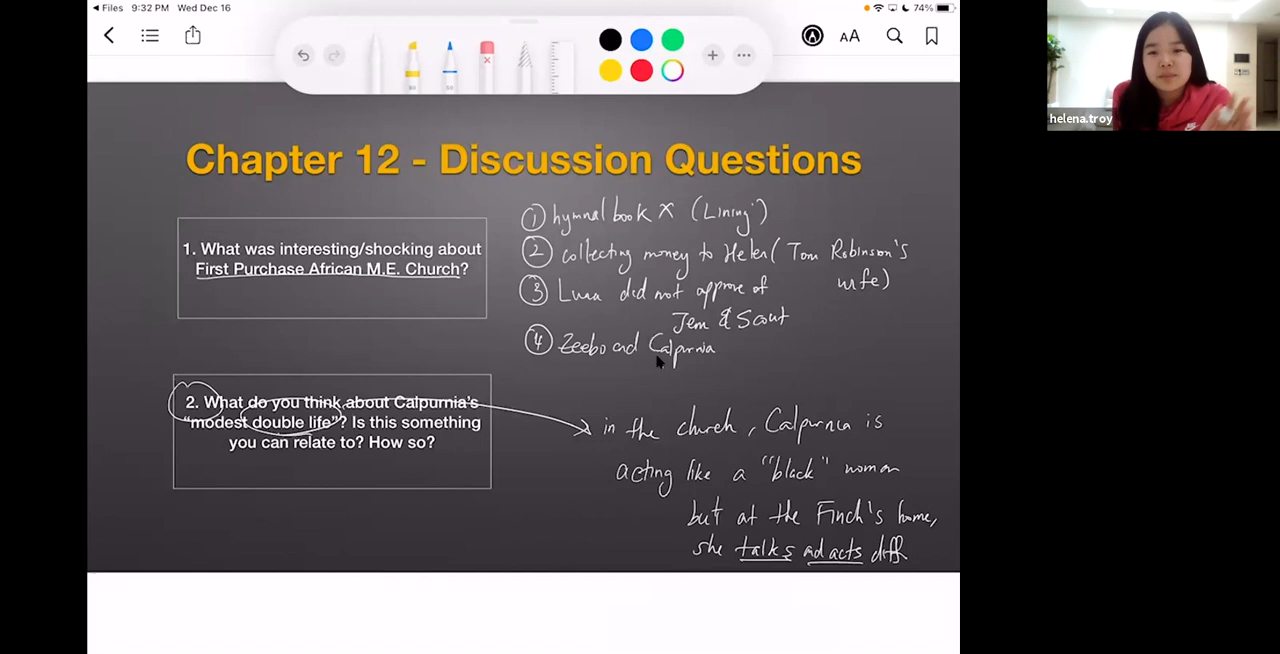 Files 9:32 PM Wed Dec 16 74%
AA
helena.troy
Chapter 12 - Discussion Questions
1. What was interesting/shocking about
First Purchase African M.E. Church?
① hymnal book X (Lining)
② collecting money to Helen (Tom Robinson's
wife)
③ Lula did not approve of
Jem & Scout
④ Zeebo and Calpurnia
2. What do you think about Calpurnia's
"modest double life"? Is this something
you can relate to? How so?
in the church, Calpurnia is
acting like a "black" woman
but at the Finch's home,
she talks and acts diff